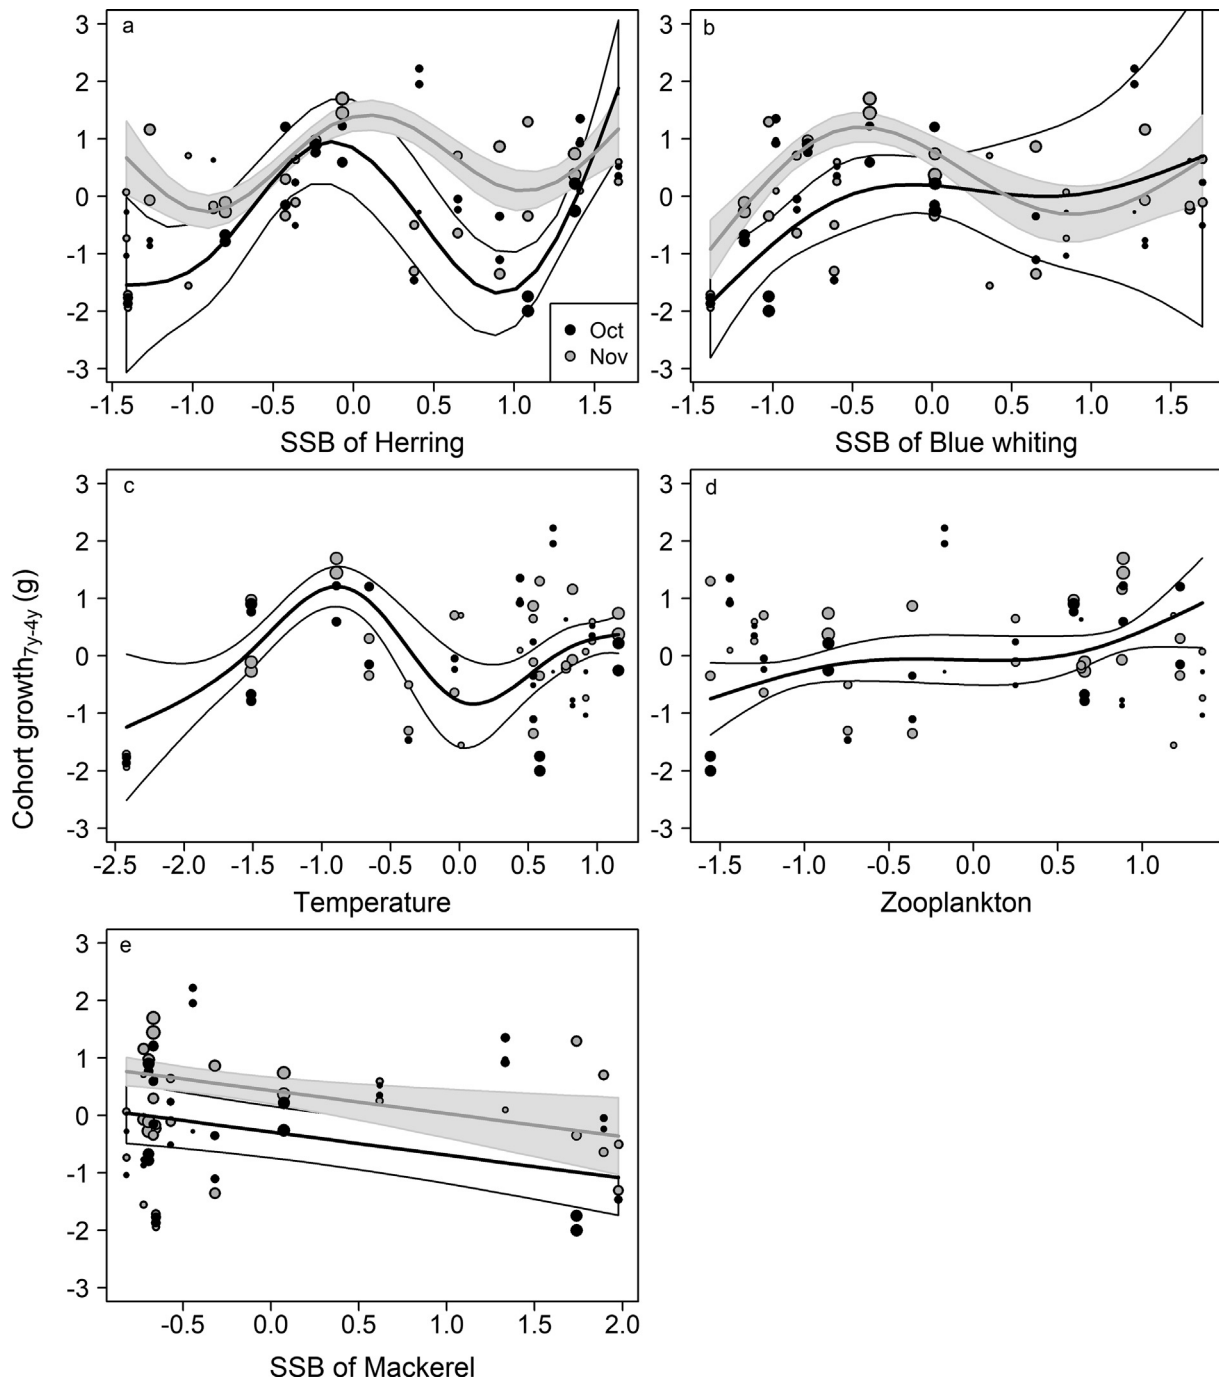 a
3
2
1
0
-1
-2
-3
Oct
Nov
-1.5 -1.0 -0.5 0.0 0.5 1.0 1.5
SSB of Herring
b
3
2
1
0
-1
-2
-3
-1.5 -1.0 -0.5 0.0 0.5 1.0 1.5
SSB of Blue whiting
Cohort growth7y-4y (g)
c
3
2
1
0
-1
-2
-3
-2.5 -2.0 -1.5 -1.0 -0.5 0.0 0.5 1.0
Temperature
d
3
2
1
0
-1
-2
-3
-1.5 -1.0 -0.5 0.0 0.5 1.0
Zooplankton
e
3
2
1
0
-1
-2
-3
-0.5 0.0 0.5 1.0 1.5 2.0
SSB of Mackerel